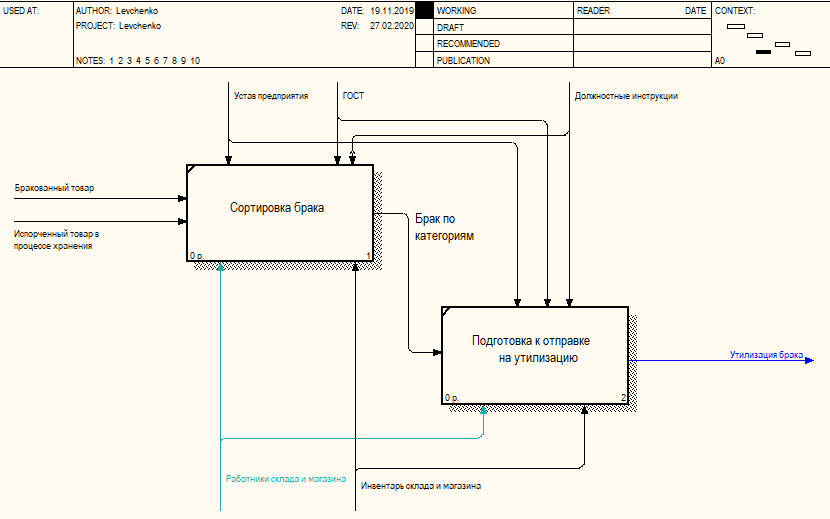 USED AT:
AUTHOR: Levchenko
DATE: 19.11.2019
WORKING
READER
DATE
CONTEXT:
PROJECT: Levchenko
REV: 27.02.2020
DRAFT
RECOMMENDED
NOTES: 1 2 3 4 5 6 7 8 9 10
PUBLICATION
A0
Устав предприятия
ГОСТ
Должностные инструкции
Бракованный товар
Испорченный товар в
процессе хранения
Сортировка брака
0 р.
1
Брак по
категориям
Подготовка к отправке
на утилизацию
0 р.
2
Утилизация брака
Работники склада и магазина
Инвентарь склада и магазина